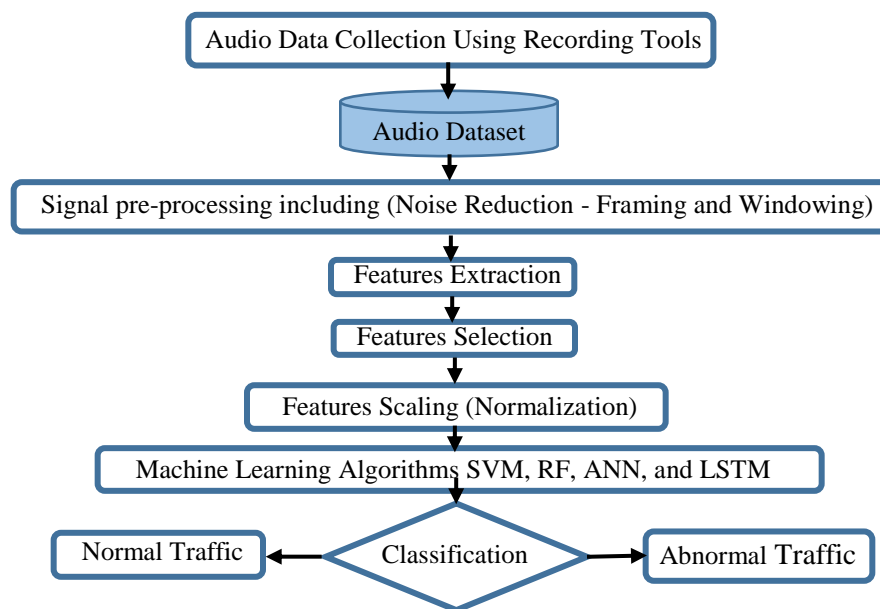 Audio Data Collection Using Recording Tools
Audio Dataset
Signal pre-processing including (Noise Reduction - Framing and Windowing)
Features Extraction
Features Selection
Features Scaling (Normalization)
Machine Learning Algorithms SVM, RF, ANN, and LSTM
Normal Traffic
Classification
Abnormal Traffic